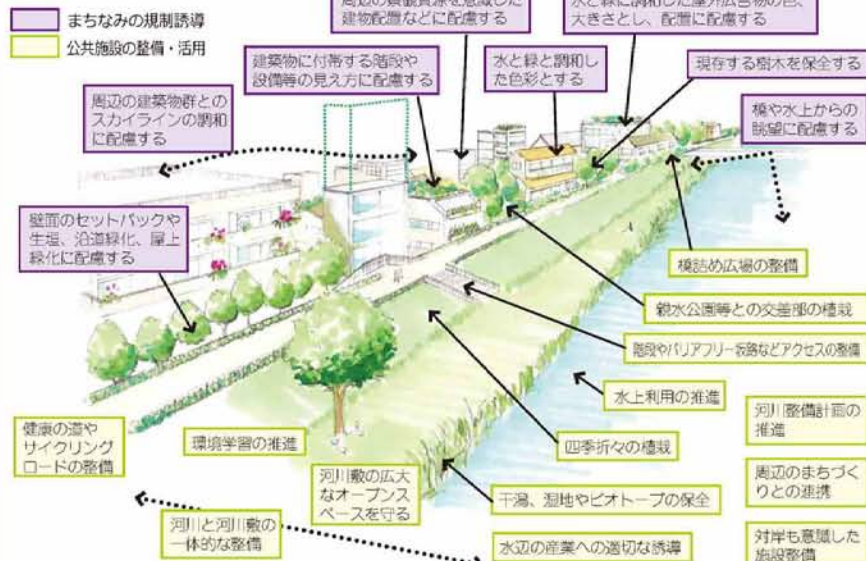 まちなみの規制誘導
公共施設の整備・活用
建物配置などに配慮する
大きさとし、配置に配慮する
建築物に付帯する階段や
設備等の見え方に配慮する
水と緑と調和し
た色彩とする
現存する樹木を保全する
周辺の建築物群との
スカイラインの調和
に配慮する
橋や水上からの
眺望に配慮する
壁面のセットバックや
生垣、沿道緑化、屋上
緑化に配慮する
橋詰め広場の整備
親水公園等との交差部の植栽
階段やバリアフリー坂路などアクセスの整備
水上利用の推進
健康の道や
サイクリング
ロードの整備
環境学習の推進
四季折々の植栽
河川整備計画の
推進
河川敷の広大
なオープンス
ペースを守る
干潟、湿地やビオトープの保全
周辺のまちづく
りとの連携
河川と河川敷の
一体的な整備
水辺の産業への適切な誘導
対岸も意識した
施設整備